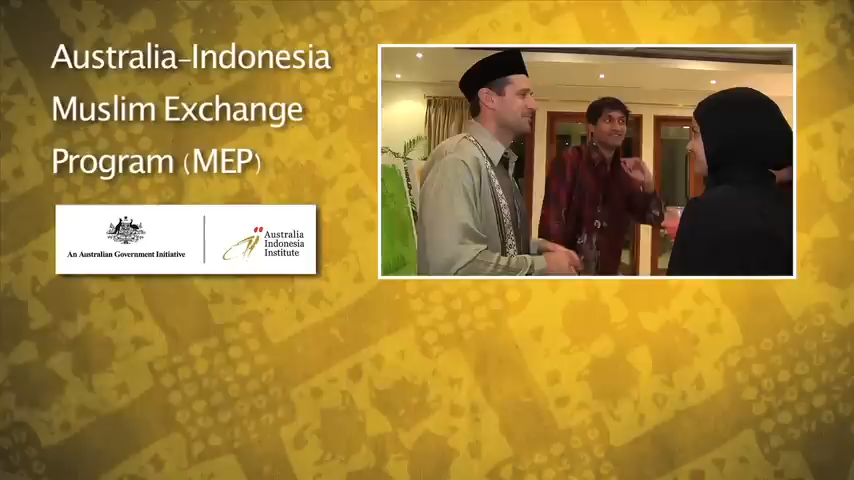 Australia-Indonesia
Muslim Exchange
Program (MEP)
An Australian Government Initiative
Australia
Indonesia
Institute